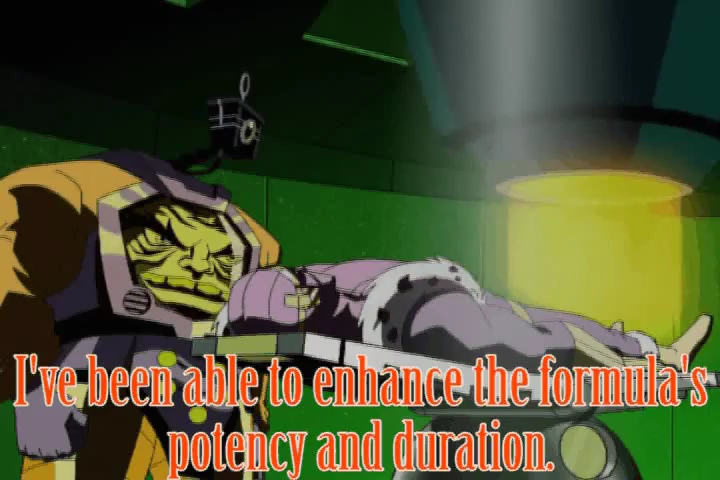 I've been able to enhance the formula's
potency and duration.